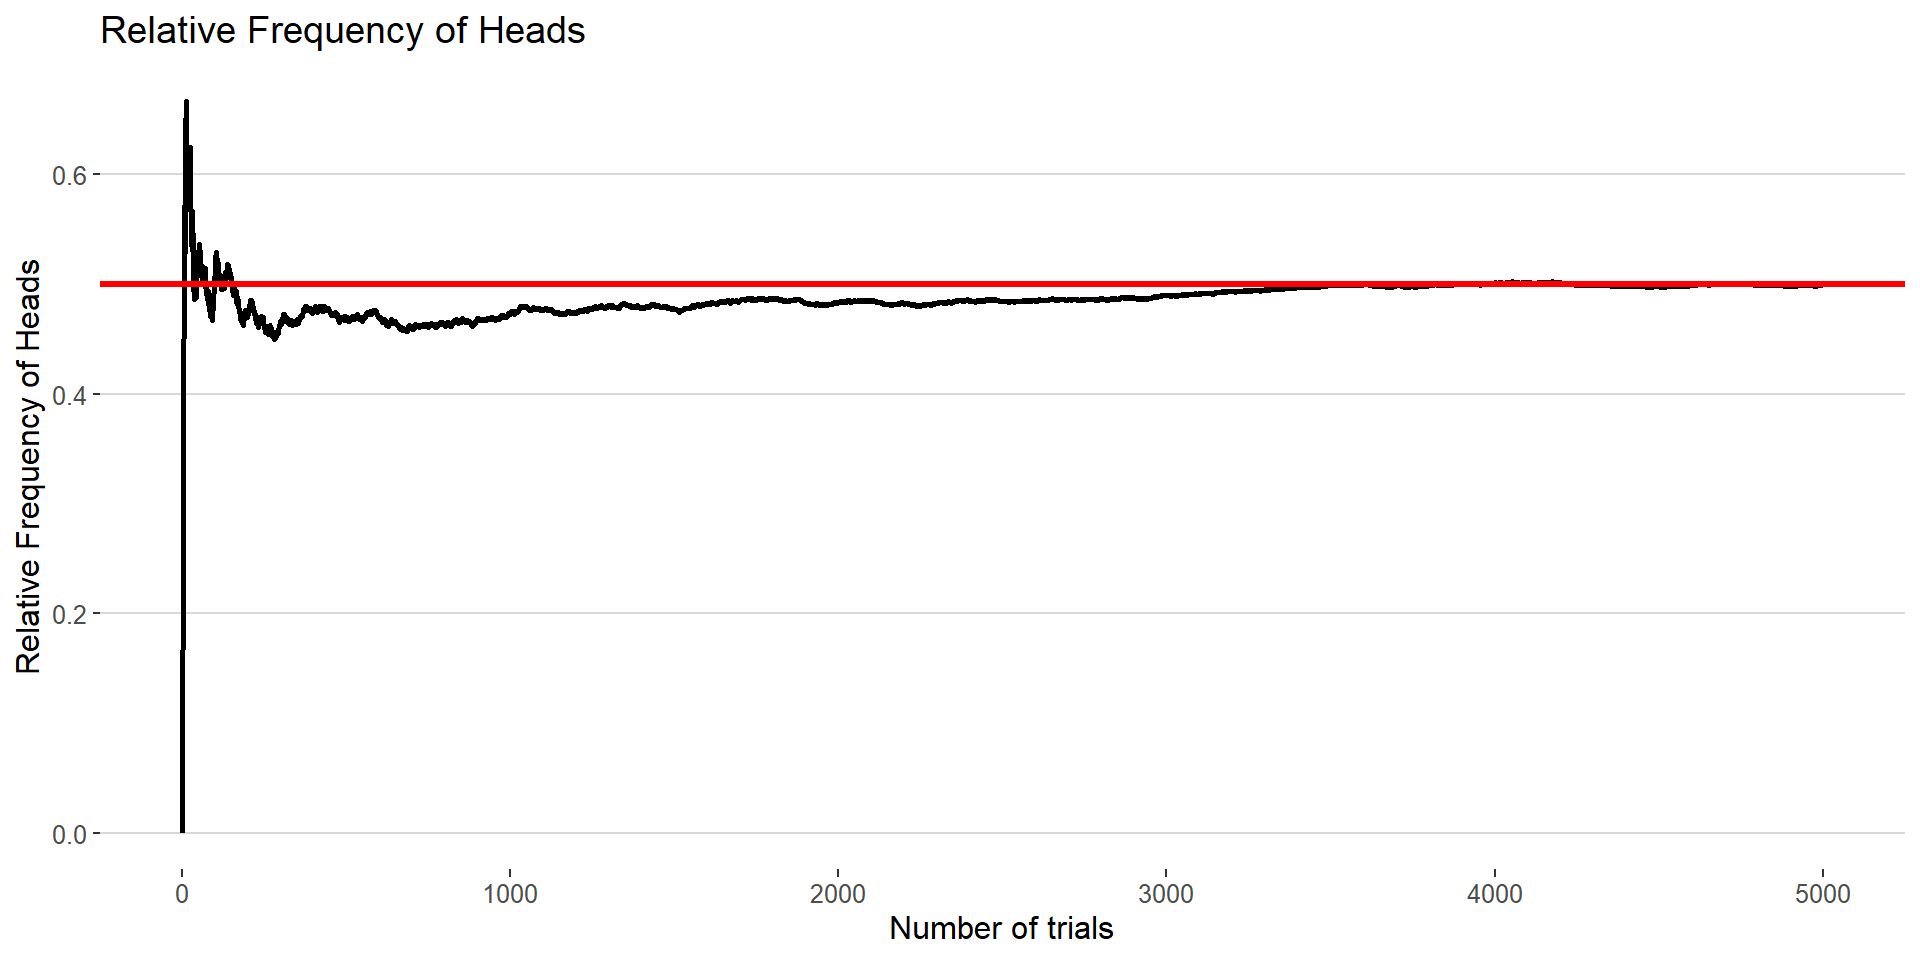 Relative Frequency of Heads
Relative Frequency of Heads
0.6
0.4
0.2
0.0
0 1000 2000 3000 4000 5000
Number of trials